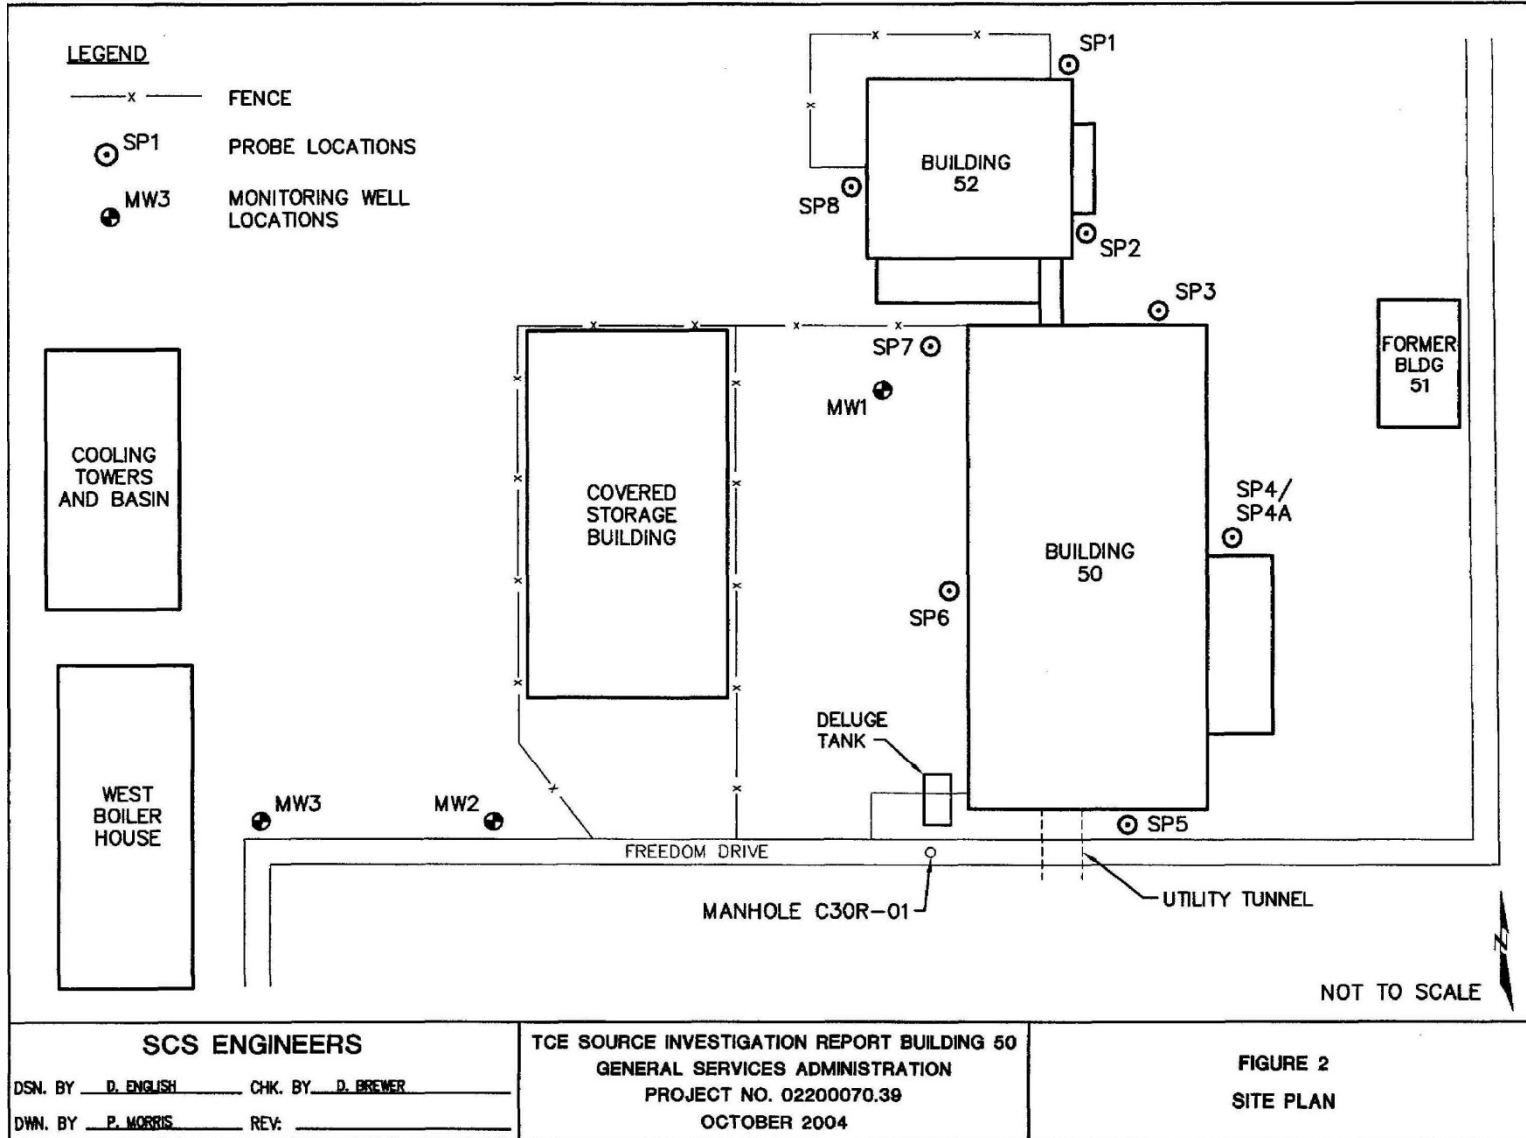 LEGEND
x FENCE
SP1 PROBE LOCATIONS
MW3 MONITORING WELL
LOCATIONS
SP1
BUILDING
52
SP8
SP2
SP3
SP7
MW1
FORMER
BLDG
51
COOLING
TOWERS
AND BASIN
COVERED
STORAGE
BUILDING
SP4/
SP4A
BUILDING
50
SP6
DELUGE
TANK
WEST
BOILER
HOUSE
MW3
MW2
SP5
FREEDOM DRIVE
MANHOLE C30R-01
UTILITY TUNNEL
N
NOT TO SCALE
SCS ENGINEERS
DSN. BY D. ENGLISH CHK. BY D. BREWER
DWN. BY P. MORRIS REV:
TCE SOURCE INVESTIGATION REPORT BUILDING 50
GENERAL SERVICES ADMINISTRATION
PROJECT NO. 02200070.39
OCTOBER 2004
FIGURE 2
SITE PLAN